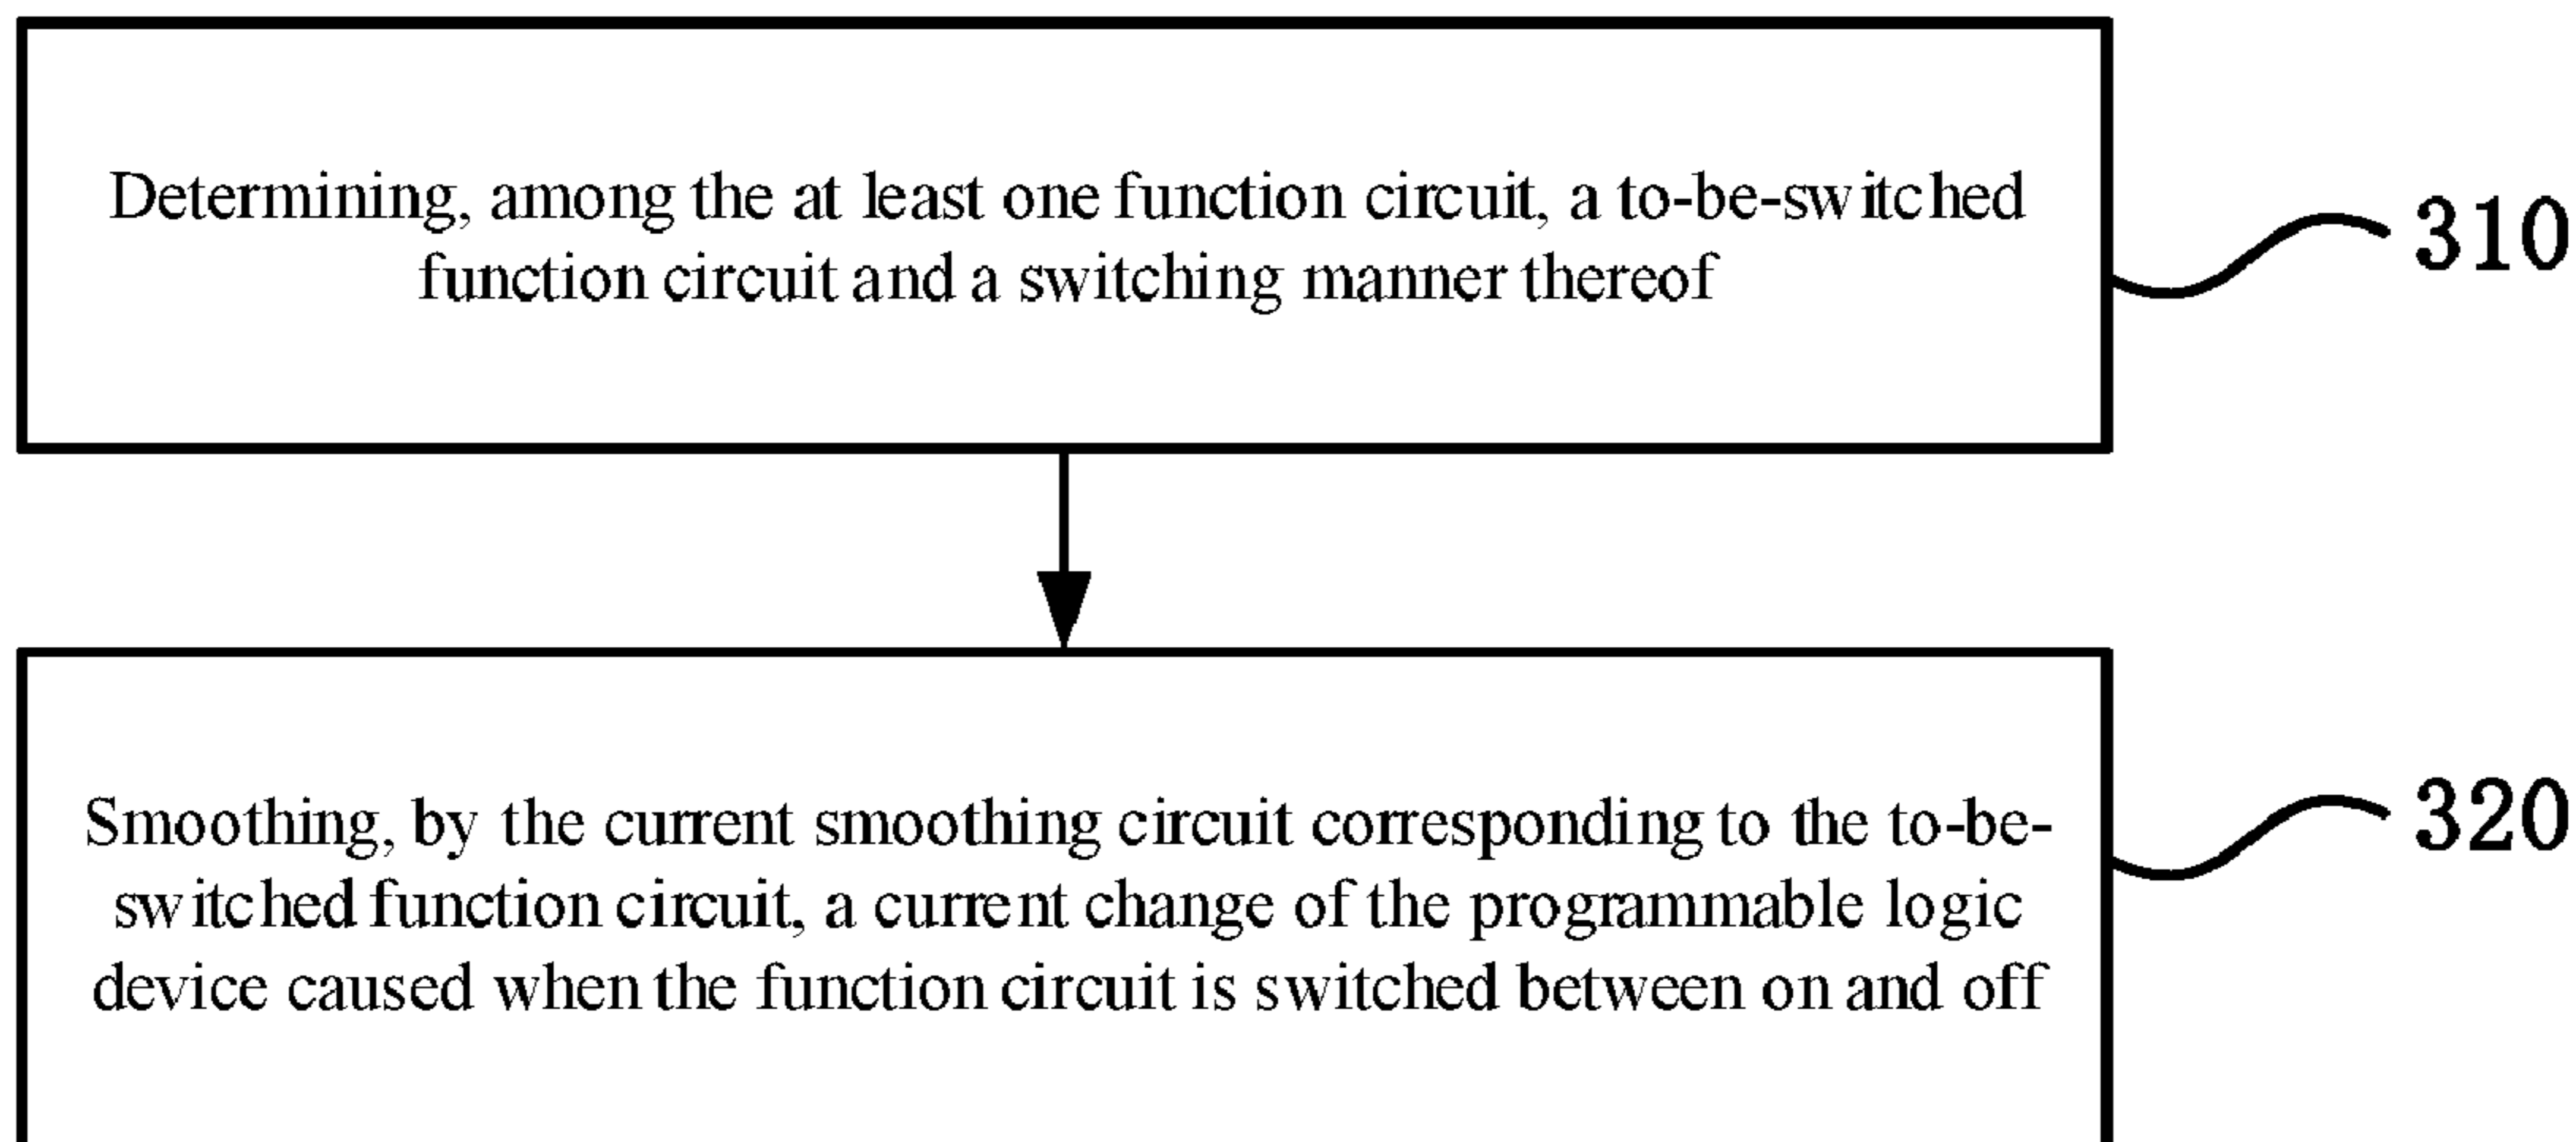 Determining, among the at least one function circuit, a to-be-switched
function circuit and a switching manner thereof
310
Smoothing, by the current smoothing circuit corresponding to the to-be-
switched function circuit, a current change of the programmable logic
device caused when the function circuit is switched between on and off
320